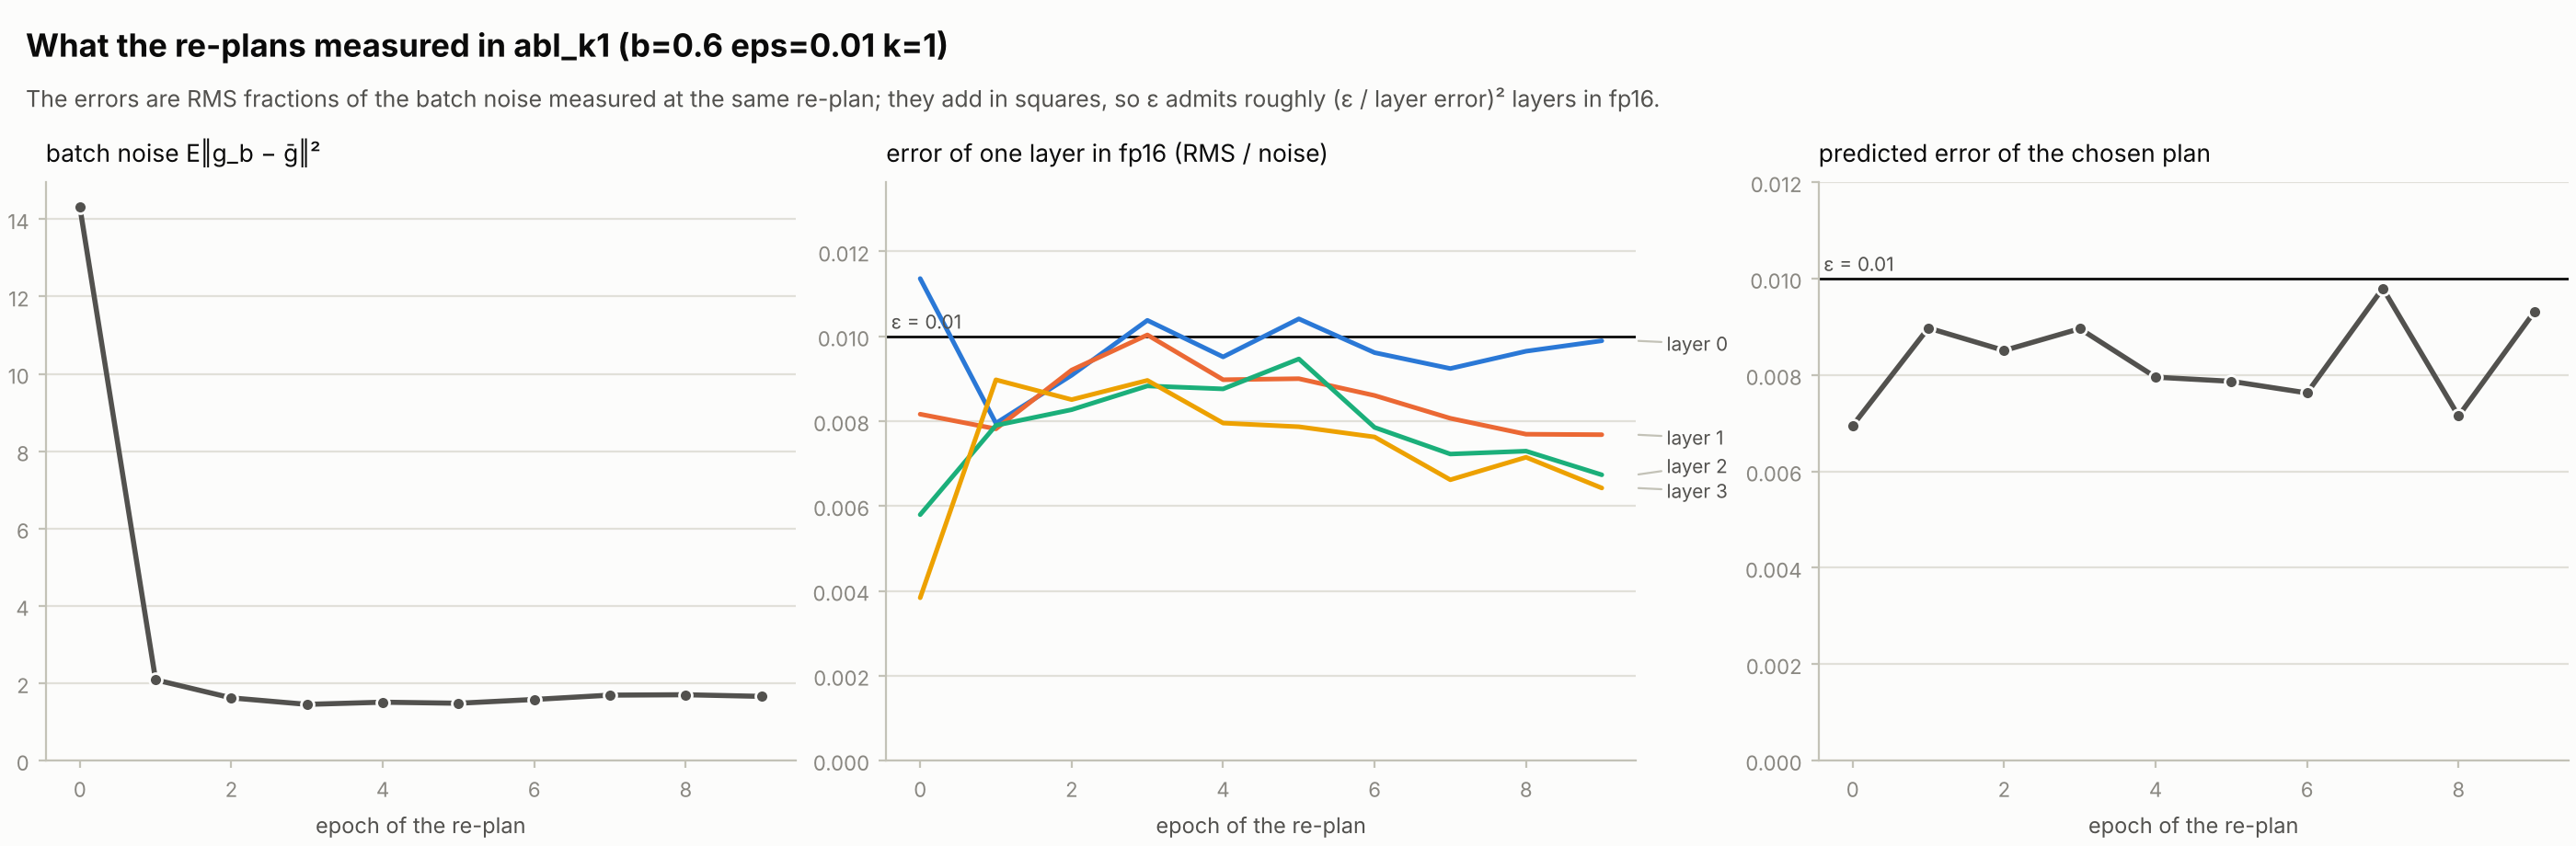 What the re-plans measured in abl_k1 (b=0.6 eps=0.01 k=1)
The errors are RMS fractions of the batch noise measured at the same re-plan; they add in squares, so ε admits roughly (ε / layer error)² layers in fp16.
batch noise E‖g_b − ḡ‖²
14
12
10
8
6
4
2
0
0 2 4 6 8
epoch of the re-plan
error of one layer in fp16 (RMS / noise)
0.012
ε = 0.01
0.010
0.008
0.006
0.004
0.002
0.000
layer 0
layer 1
layer 2
layer 3
0 2 4 6 8
epoch of the re-plan
predicted error of the chosen plan
0.012
ε = 0.01
0.010
0.008
0.006
0.004
0.002
0.000
0 2 4 6 8
epoch of the re-plan